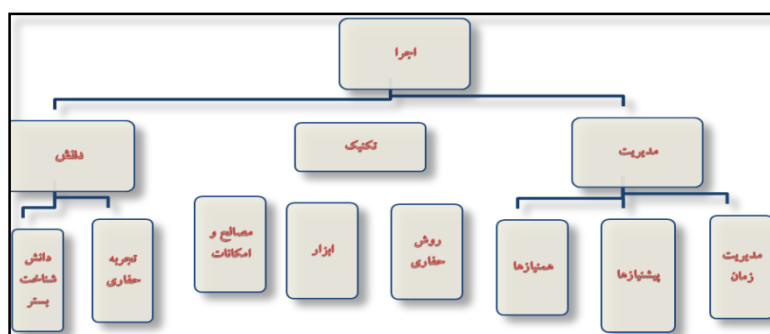 اجرا
مدیریت
تکنیک
دانش
مدیریت
زمان
پیشنیازها
همنیازها
روش
حفاری
ابزار
مصالح و
امکانات
تجربه
حفاری
دانش
شناخت
بستر